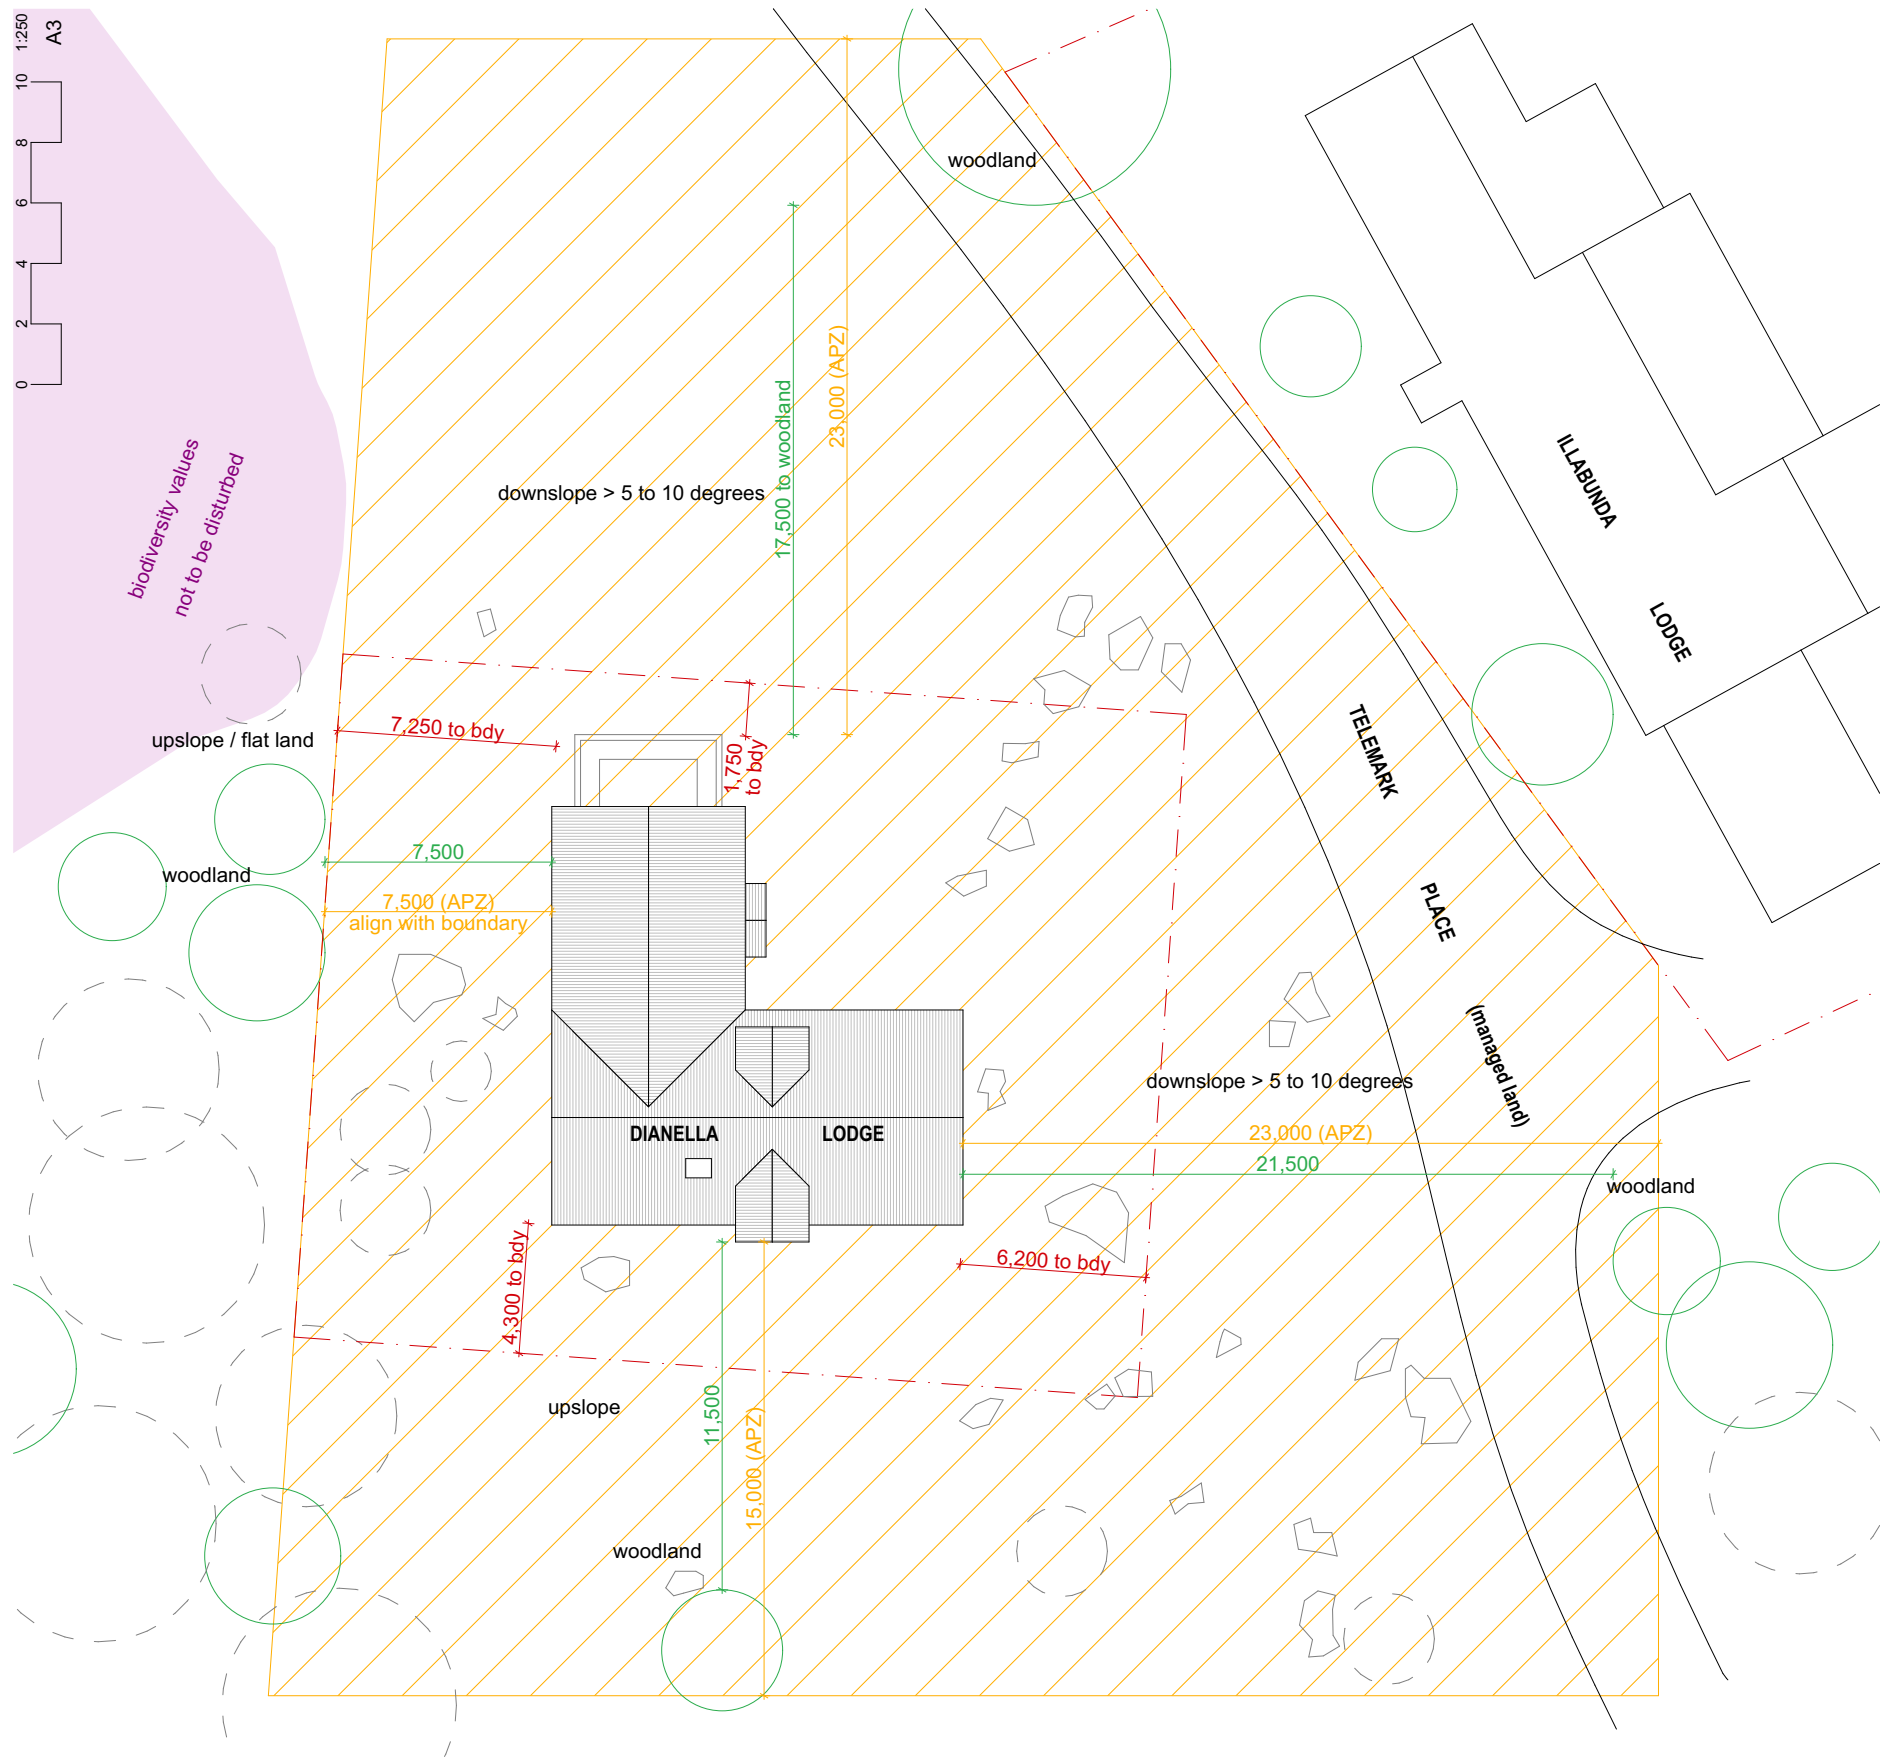 1:250
A3
10
8
6
4
2
0
biodiversity values
not to be disturbed
woodland
17,500 to woodland
23,000 (APZ)
downslope > 5 to 10 degrees
ILLABUNDA
LODGE
7,250 to bdy
1,750
to bdy
upslope / flat land
TELEMARK
PLACE
(managed land)
7,500
woodland
7,500 (APZ)
align with boundary
downslope > 5 to 10 degrees
DIANELLA LODGE
23,000 (APZ)
21,500
woodland
4,300 to bdy
6,200 to bdy
upslope
11,500
15,000 (APZ)
woodland